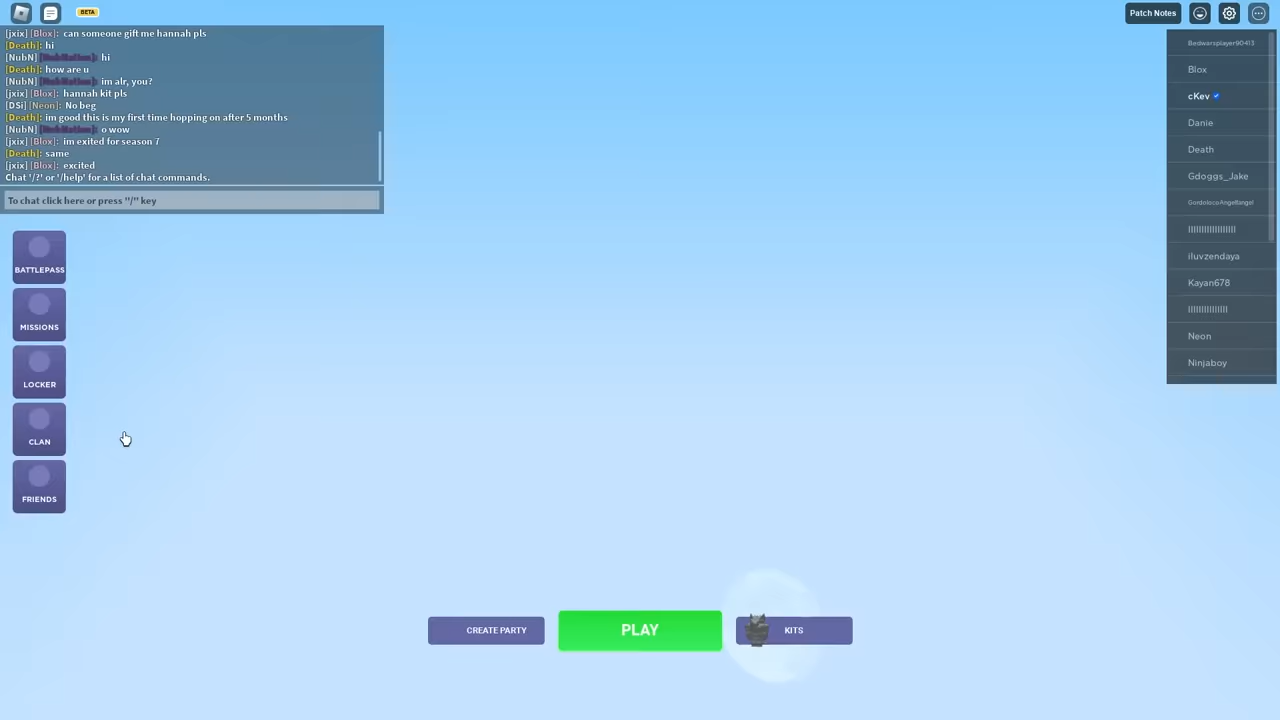 BETA
Patch Notes
[jxix] [Blox]: can someone gift me hannah pls
[Death]: hi
[NubN] hi
[Death]: how are u
[NubN] im alr, you?
[jxix] [Blox]: hannah kit pls
[DSi] [Neon]: No beg
[Death]: im good this is my first time hopping on after 5 months
[NubN] o wow
[jxix] [Blox]: im exited for season 7
[Death]: same
[jxix] [Blox]: excited
Chat '/?' or '/help' for a list of chat commands.
To chat click here or press "/" key
Bedwarsplayer90413
Blox
cKev
Danie
Death
Gdoggs_Jake
iluvzendaya
Kayan678
Neon
Ninjaboy
BATTLEPASS
MISSIONS
LOCKER
CLAN
FRIENDS
CREATE PARTY
PLAY
KITS